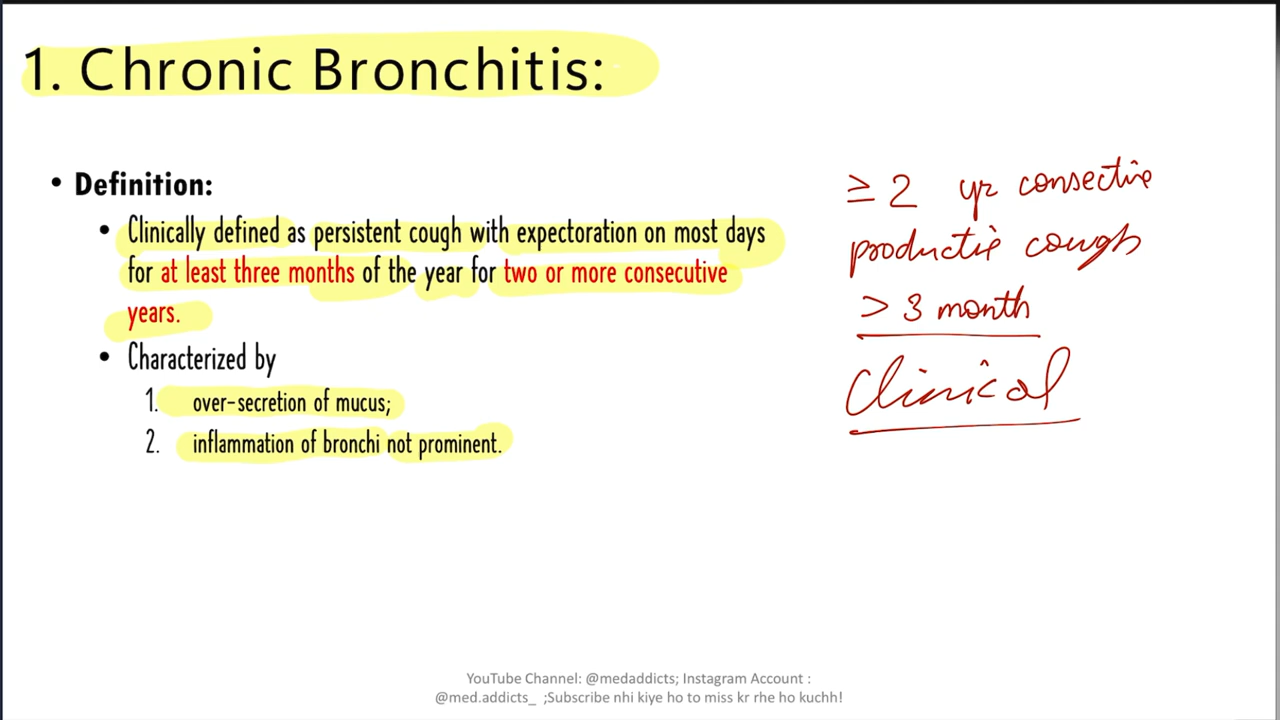 1. Chronic Bronchitis:
• Definition:
• Clinically defined as persistent cough with expectoration on most days
for at least three months of the year for two or more consecutive
years.
• Characterized by
1. over-secretion of mucus;
2. inflammation of bronchi not prominent.
≥ 2 yr consective
productie cough
> 3 month
Clinical
YouTube Channel: @medaddicts; Instagram Account :
@med.addicts_ ;Subscribe nhi kiye ho to miss kr rhe ho kuchh!